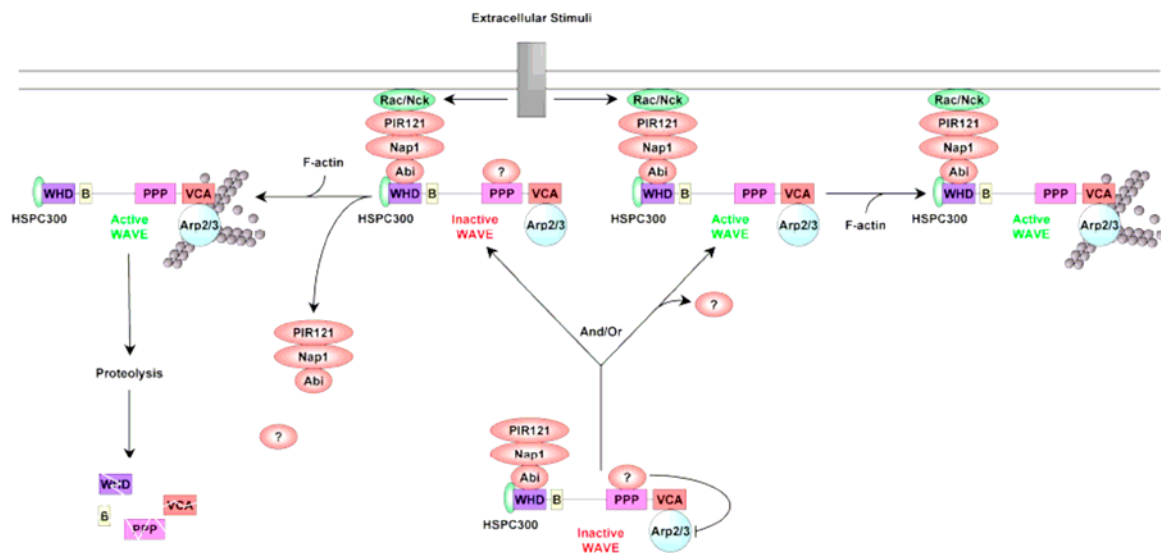 Extracellular Stimuli
Rac/Nck
Rac/Nck
Rac/Nck
PIR121
PIR121
PIR121
Nap1
Nap1
Nap1
F-actin
Abi
?
Abi
Abi
WHD B PPP VCA
WHD B PPP VCA
WHD B PPP VCA
WHD B PPP VCA
HSPC300
Active
WAVE
Arp2/3
HSPC300
Inactive
WAVE
Arp2/3
HSPC300
Active
WAVE
Arp2/3
F-actin
HSPC300
Active
WAVE
Arp2/3
?
PIR121
Nap1
Abi
And/Or
Proteolysis
?
PIR121
Nap1
Abi
?
WHD
B
PPP
VCA
WHD B PPP VCA
HSPC300
Inactive
WAVE
Arp2/3